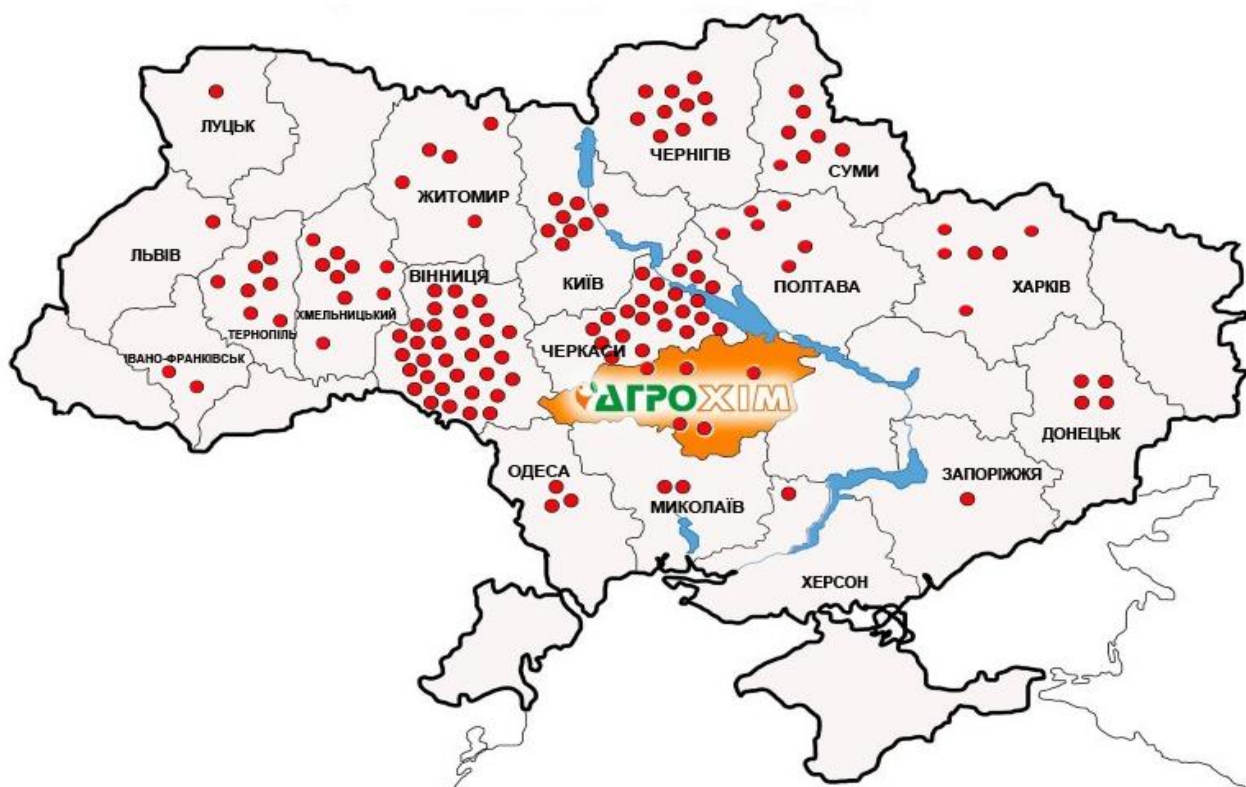 ЛУЦЬК
ЧЕРНІГІВ
СУМИ
ЖИТОМИР
ЛЬВІВ
ВІННИЦЯ
КИЇВ
ПОЛТАВА
ХАРКІВ
ХМЕЛЬНИЦЬКИЙ
ТЕРНОПІЛЬ
ІВАНО-ФРАНКІВСЬК
ЧЕРКАСИ
АГРОХІМ
ДОНЕЦЬК
ОДЕСА
ЗАПОРІЖЖЯ
МИКОЛАЇВ
ХЕРСОН